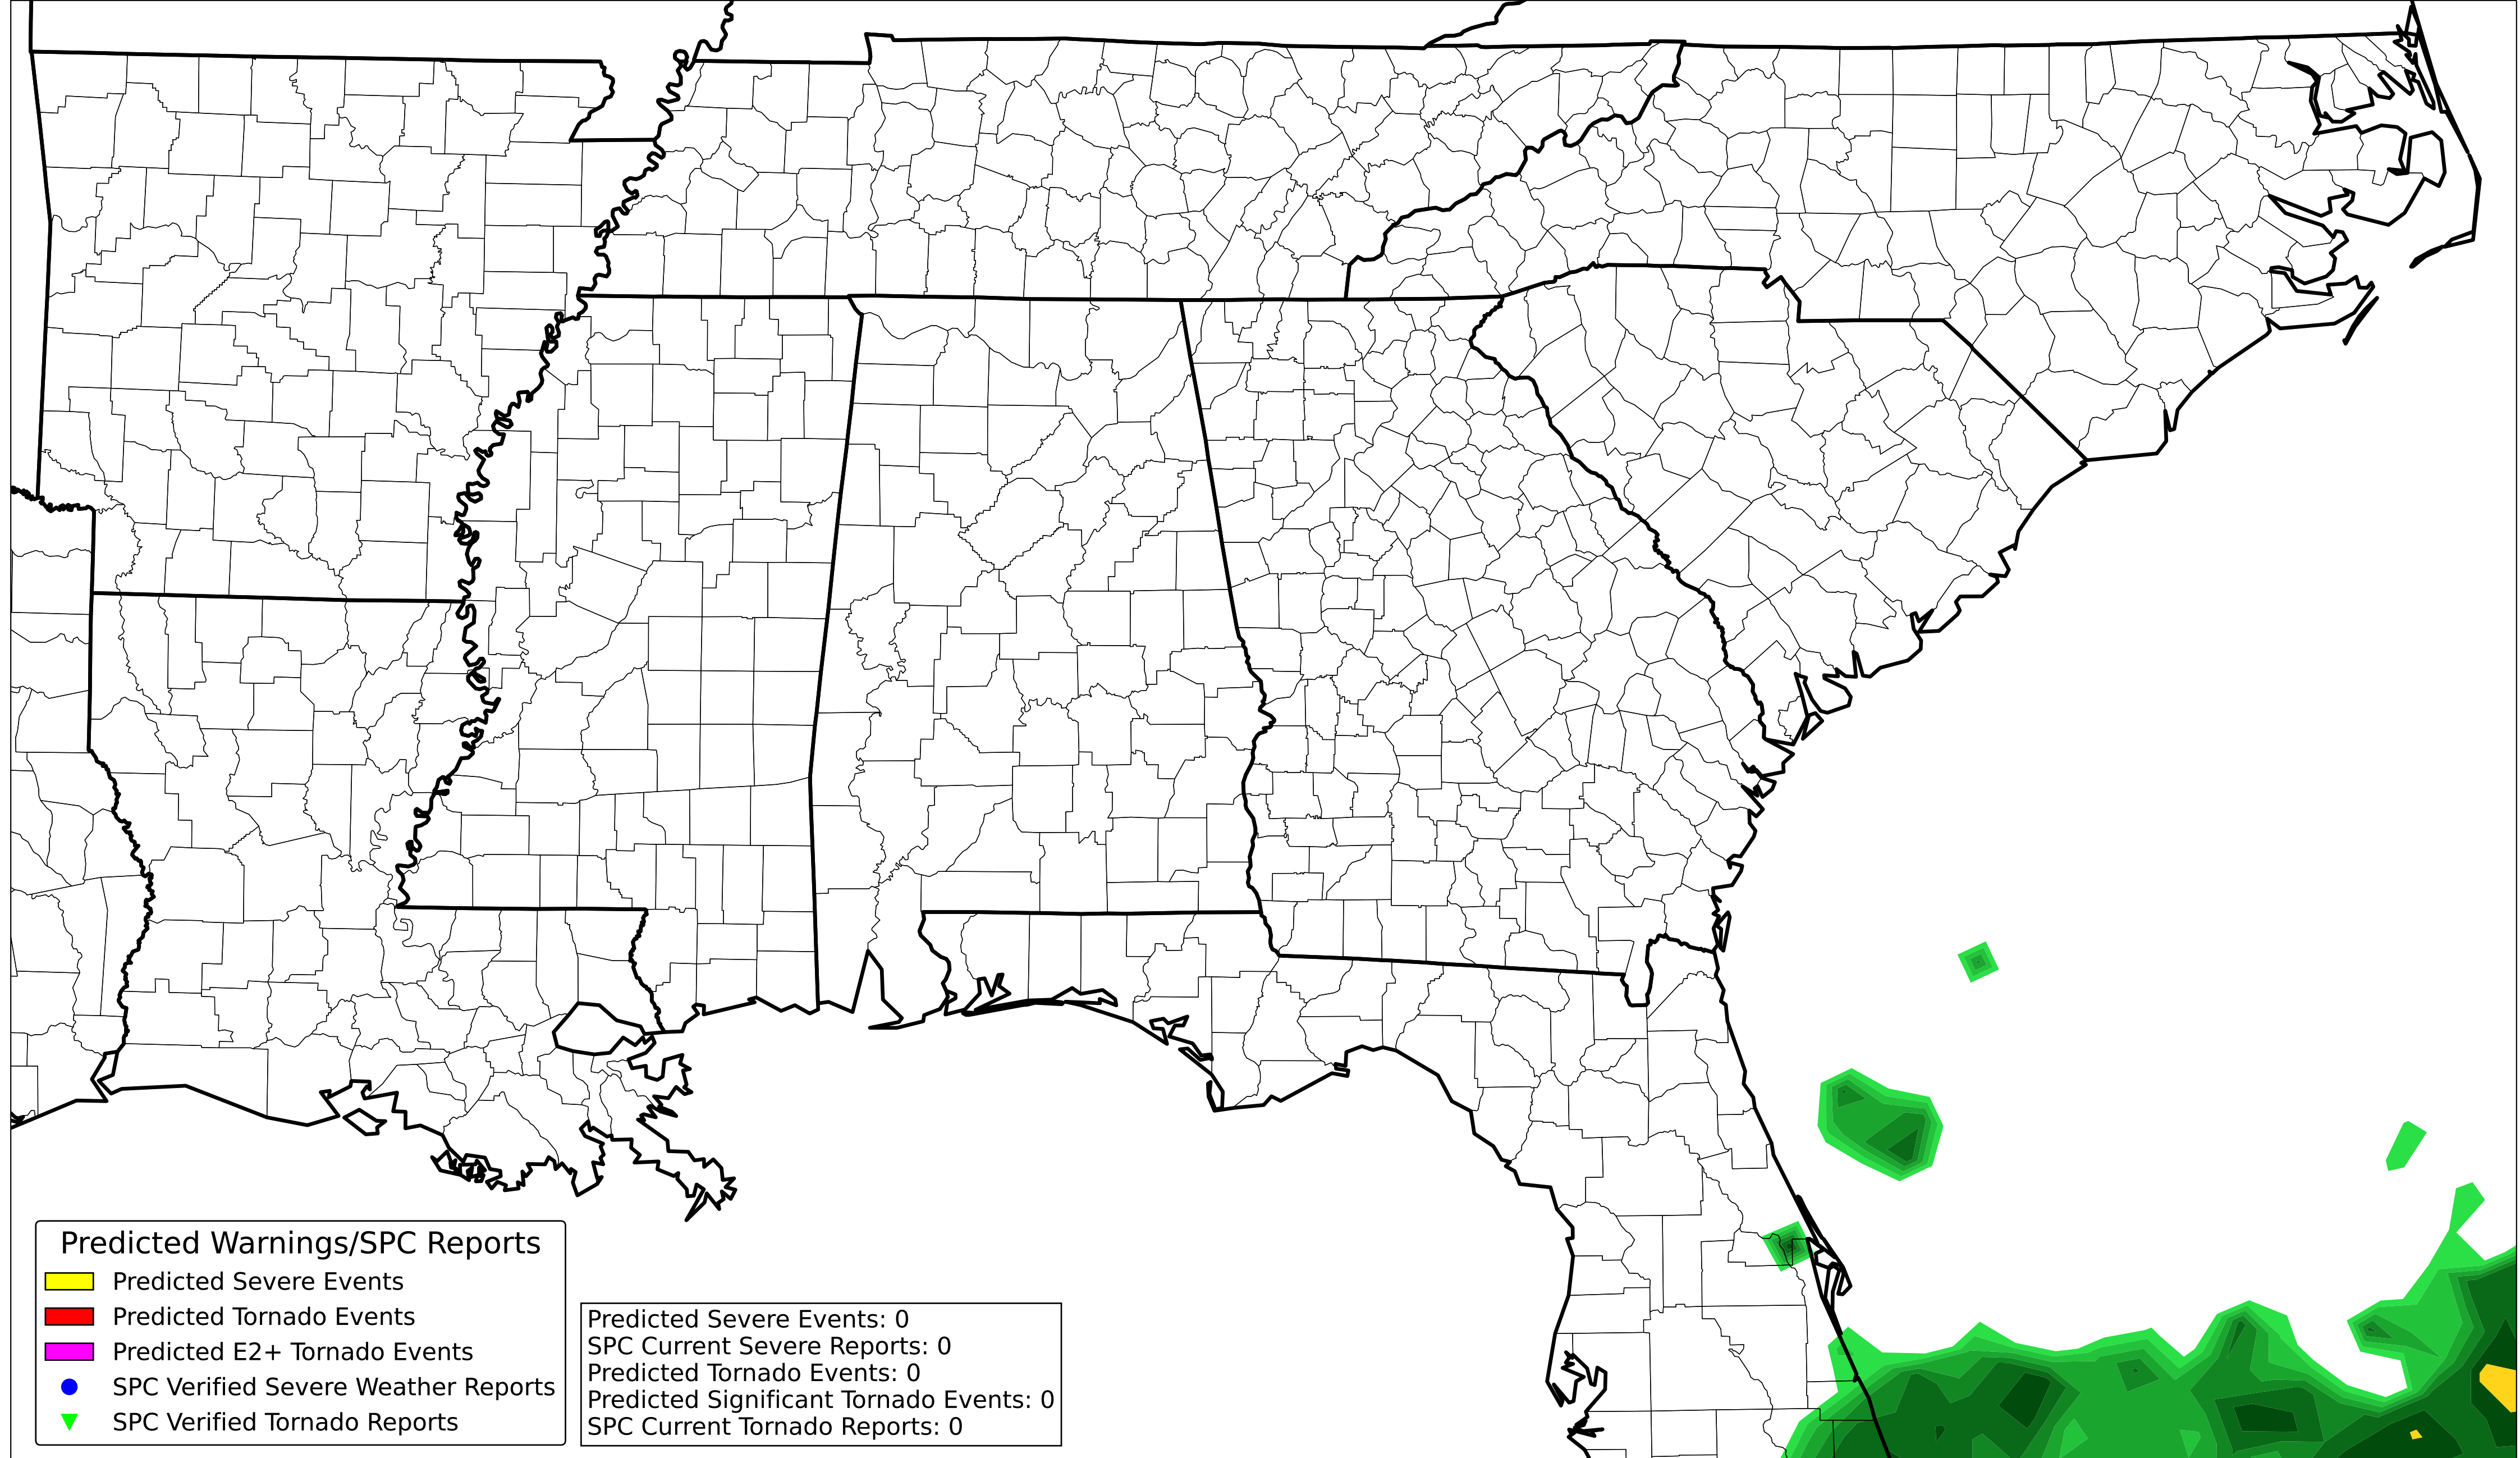 Predicted Warnings/SPC Reports
Predicted Severe Events
Predicted Tornado Events
Predicted E2+ Tornado Events
SPC Verified Severe Weather Reports
SPC Verified Tornado Reports
Predicted Severe Events: 0
SPC Current Severe Reports: 0
Predicted Tornado Events: 0
Predicted Significant Tornado Events: 0
SPC Current Tornado Reports: 0